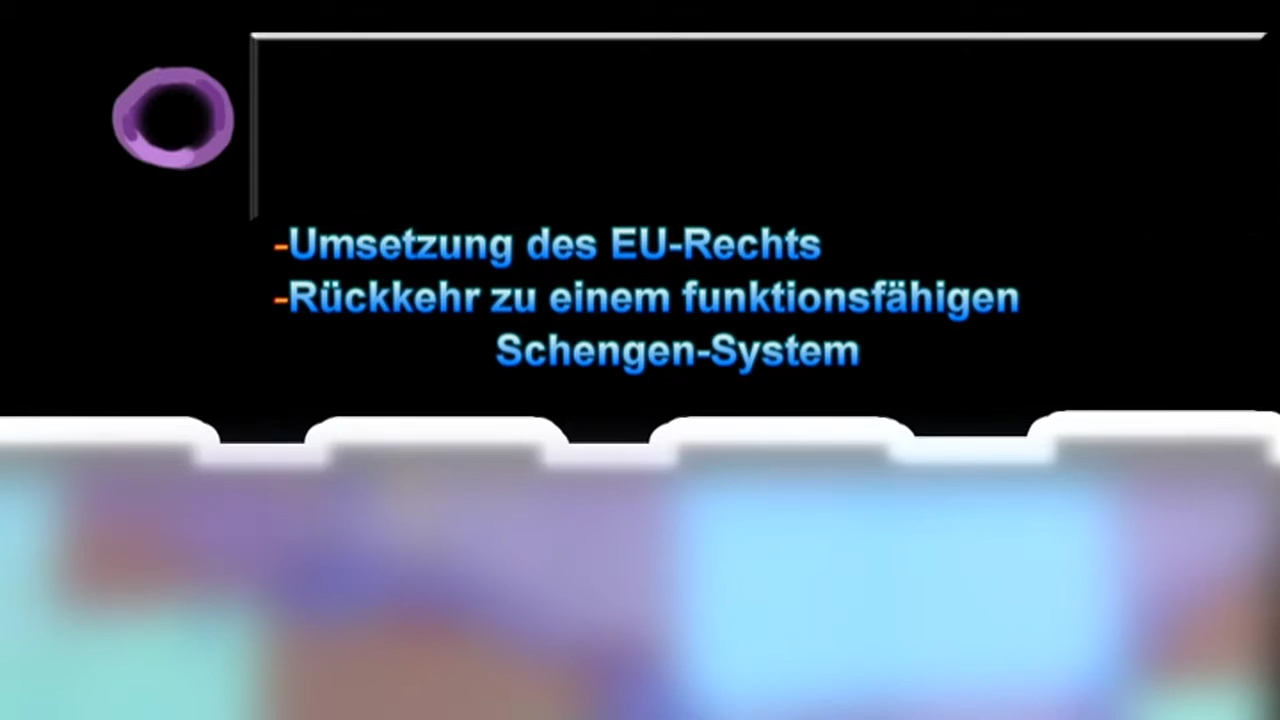 -Umsetzung des EU-Rechts
-Rückkehr zu einem funktionsfähigen
Schengen-System